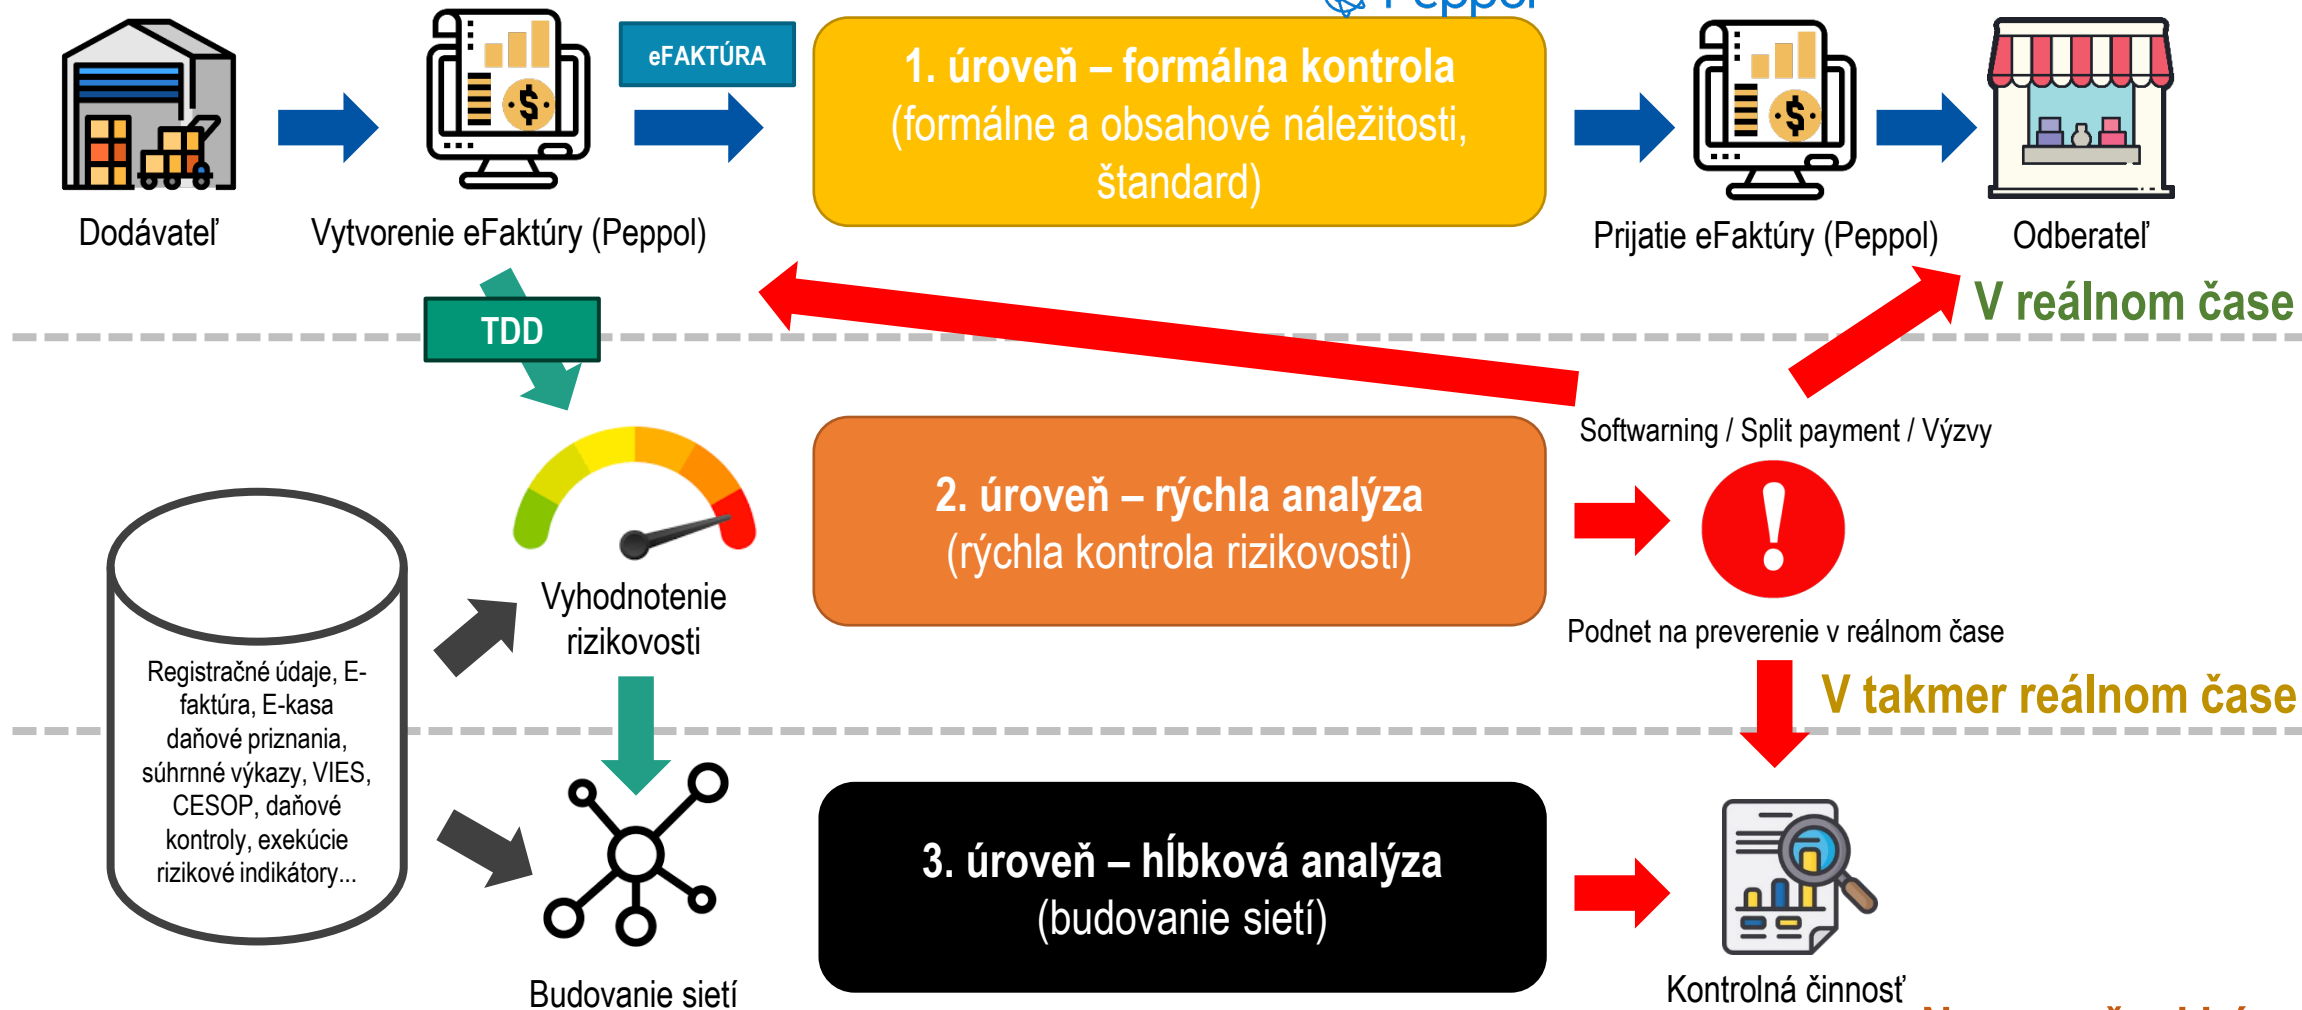 Peppol
eFAKTÚRA
1. úroveň – formálna kontrola
(formálne a obsahové náležitosti,
štandard)
Dodávateľ
Vytvorenie eFaktúry (Peppol)
Prijatie eFaktúry (Peppol)
Odberateľ
V reálnom čase
TDD
Softwarning / Split payment / Výzvy
2. úroveň – rýchla analýza
(rýchla kontrola rizikovosti)
Vyhodnotenie
rizikovosti
Podnet na preverenie v reálnom čase
Registračné údaje, E-
faktúra, E-kasa
daňové priznania,
súhrnné výkazy, VIES,
CESOP, daňové
kontroly, exekúcie
rizikové indikátory...
V takmer reálnom čase
3. úroveň – hĺbková analýza
(budovanie sietí)
Budovanie sietí
Kontrolná činnosť